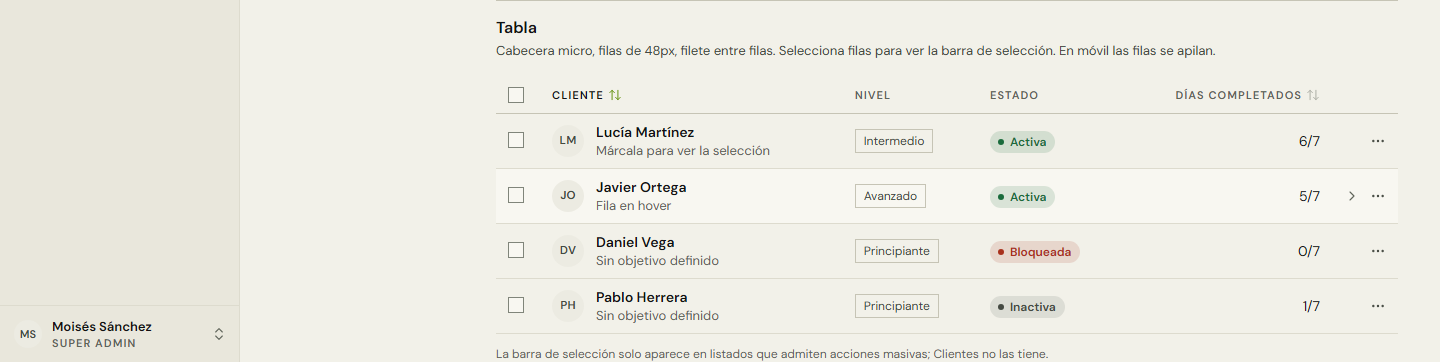 Tabla
Cabecera micro, filas de 48px, filete entre filas. Selecciona filas para ver la barra de selección. En móvil las filas se apilan.
CLIENTE NIVEL ESTADO DÍAS COMPLETADOS
LM Lucía Martínez Intermedio Activa 6/7
Márcala para ver la selección
JO Javier Ortega Avanzado Activa 5/7
Fila en hover
DV Daniel Vega Principiante Bloqueada 0/7
Sin objetivo definido
PH Pablo Herrera Principiante Inactiva 1/7
Sin objetivo definido
La barra de selección solo aparece en listados que admiten acciones masivas; Clientes no las tiene.
MS Moisés Sánchez
SUPER ADMIN